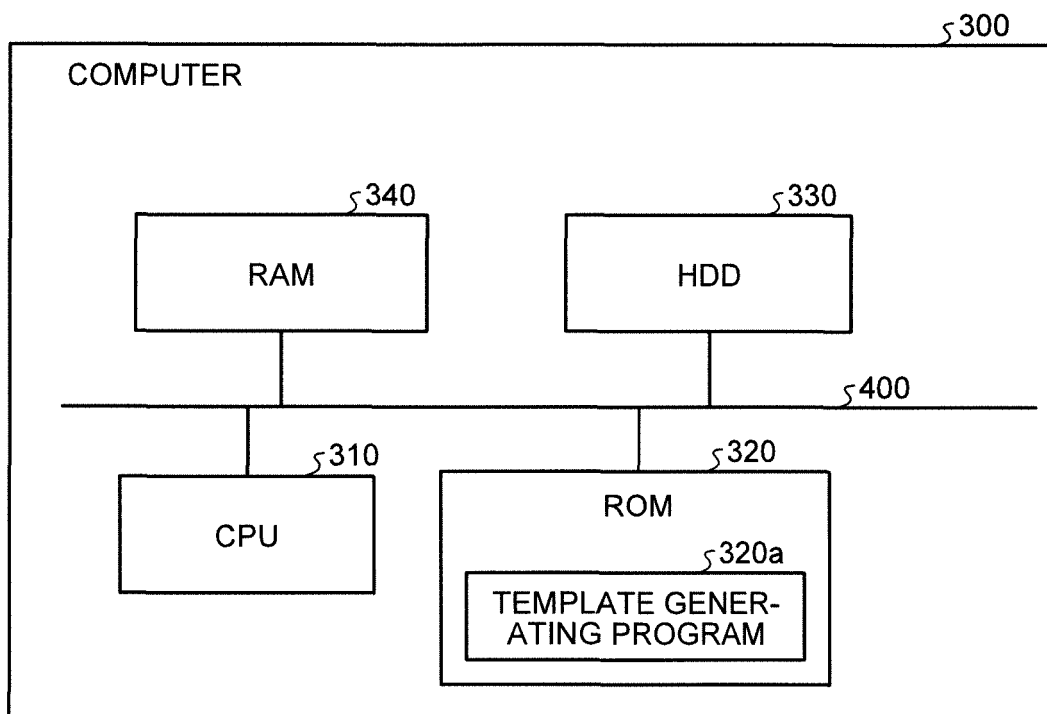 300
COMPUTER
340
330
RAM
HDD
400
310
320
CPU
ROM
320a
TEMPLATE GENER-
ATING PROGRAM